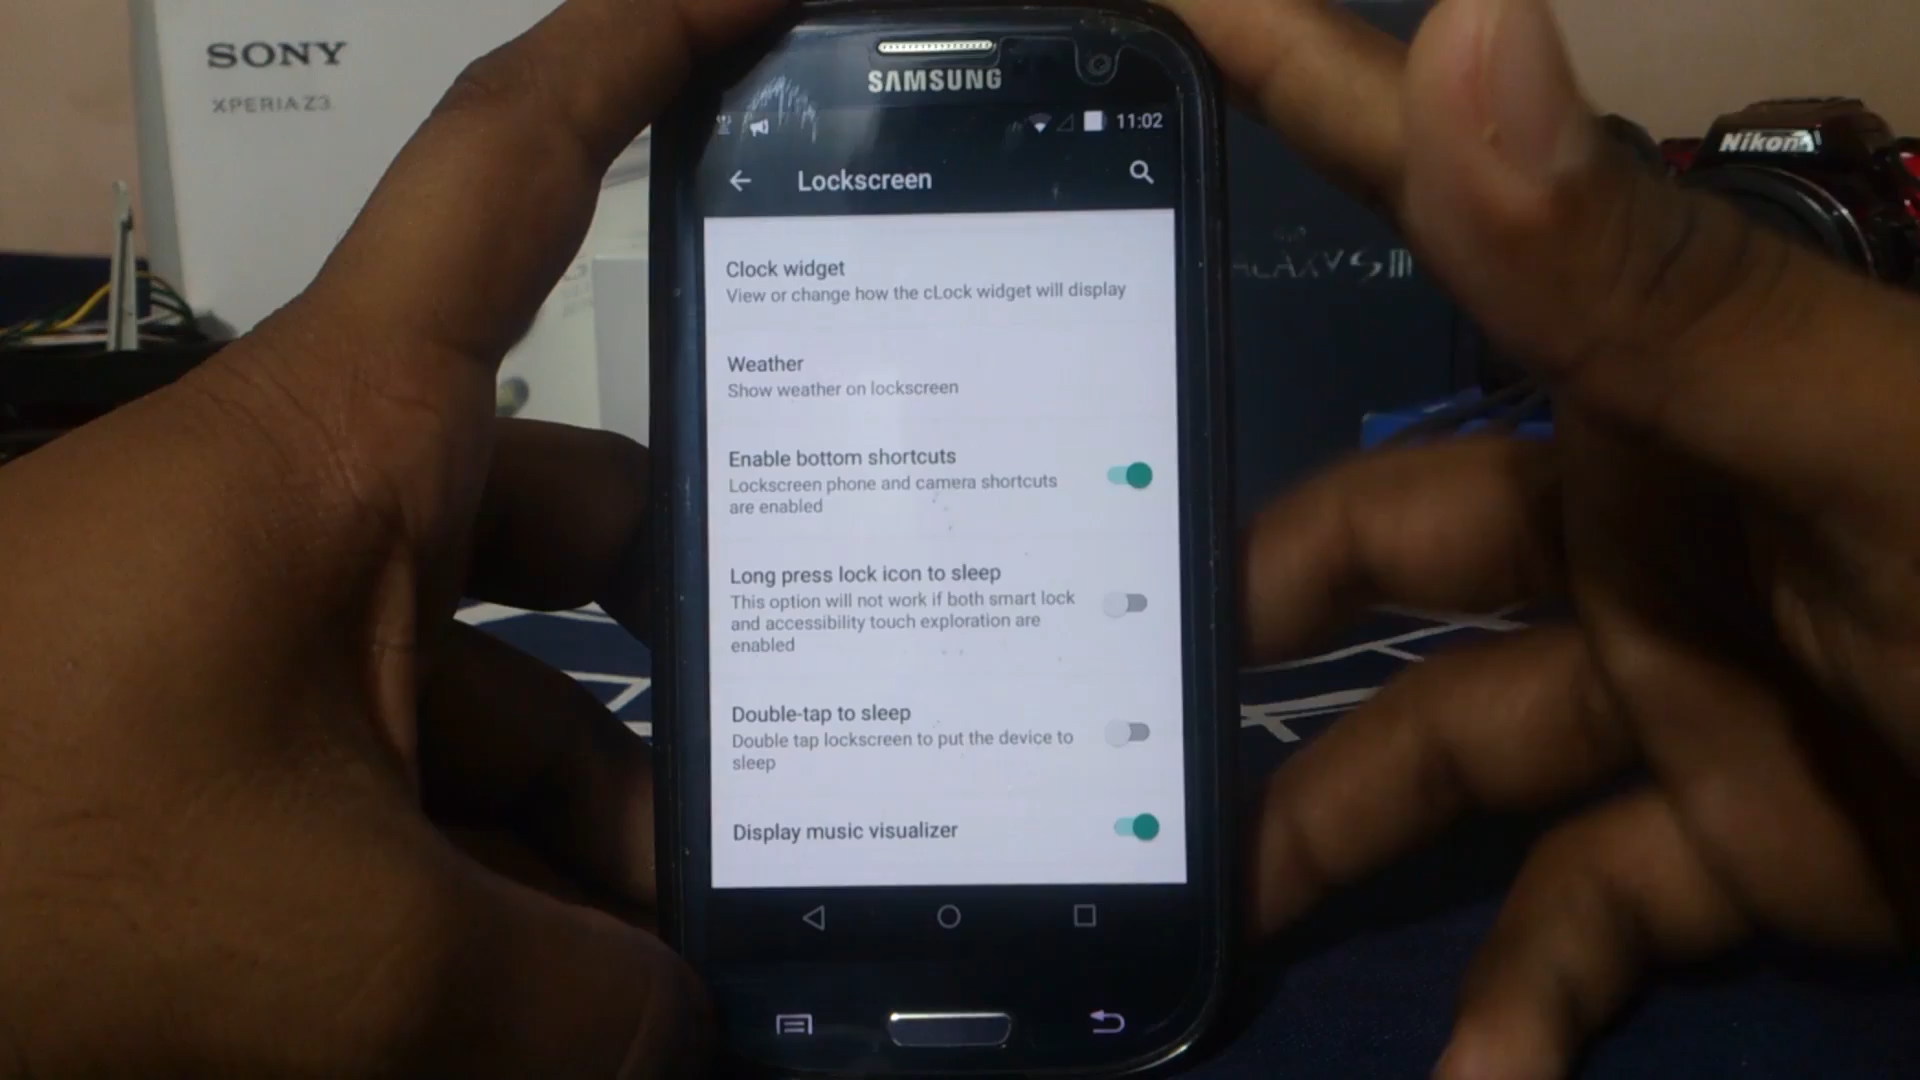 SONY
XPERIA Z3
SAMSUNG
11:02
Lockscreen
Nikon
GALAXY S III
Clock widget
View or change how the cLock widget will display
Weather
Show weather on lockscreen
Enable bottom shortcuts
Lockscreen phone and camera shortcuts
are enabled
Long press lock icon to sleep
This option will not work if both smart lock
and accessibility touch exploration are
enabled
Double-tap to sleep
Double tap lockscreen to put the device to
sleep
Display music visualizer